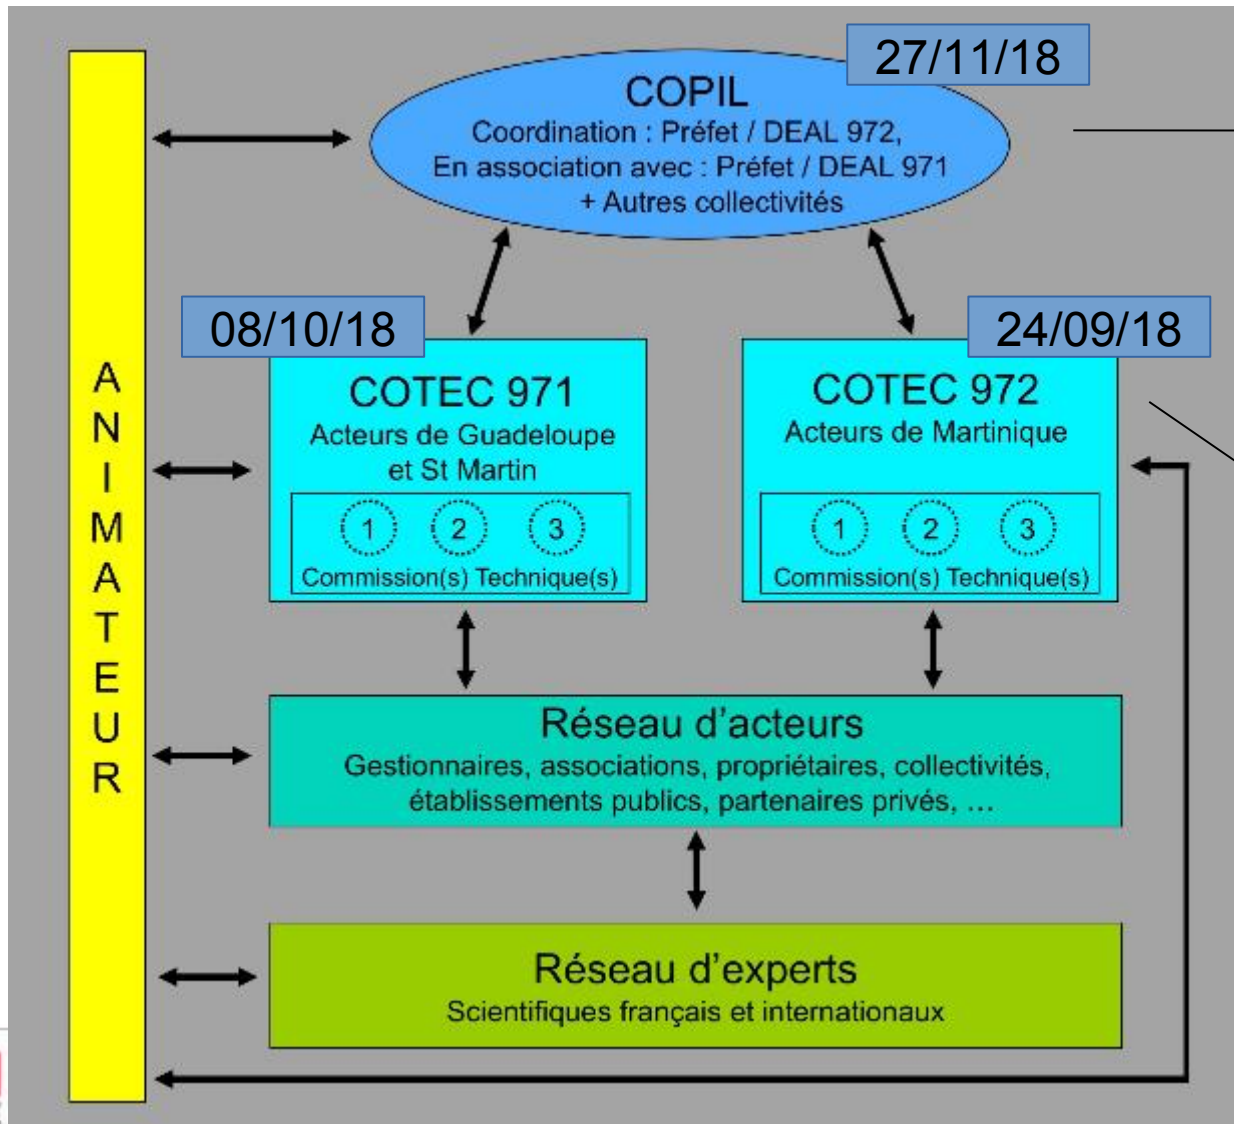 27/11/18
COPIL
Coordination : Préfet / DEAL 972,
En association avec : Préfet / DEAL 971
+ Autres collectivités
08/10/18
24/09/18
A
N
I
M
A
T
E
U
R
COTEC 971
Acteurs de Guadeloupe
et St Martin
1 2 3
Commission(s) Technique(s)
COTEC 972
Acteurs de Martinique
1 2 3
Commission(s) Technique(s)
Réseau d'acteurs
Gestionnaires, associations, propriétaires, collectivités,
établissements publics, partenaires privés, …
Réseau d'experts
Scientifiques français et internationaux